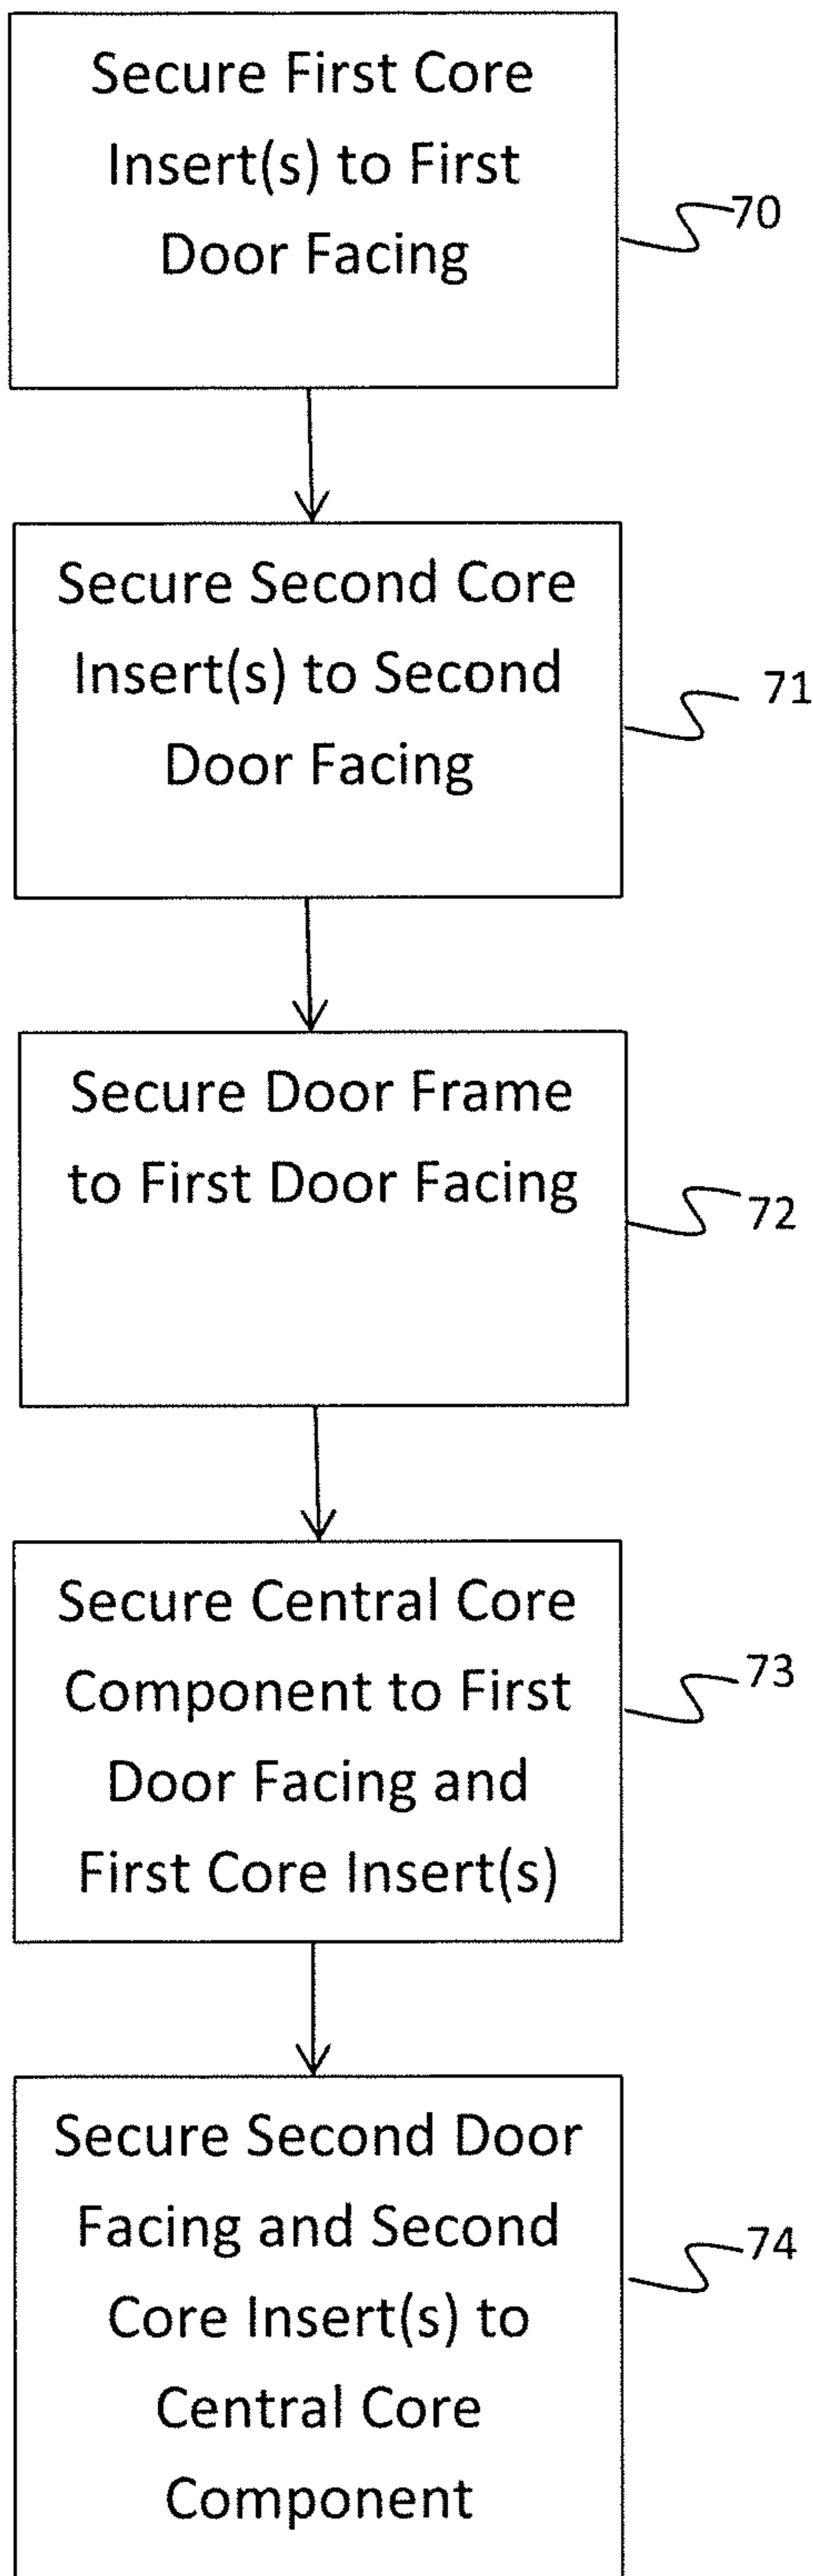 Secure First Core
Insert(s) to First
Door Facing
70
Secure Second Core
Insert(s) to Second
Door Facing
71
Secure Door Frame
to First Door Facing
72
Secure Central Core
Component to First
Door Facing and
First Core Insert(s)
73
Secure Second Door
Facing and Second
Core Insert(s) to
Central Core
Component
74